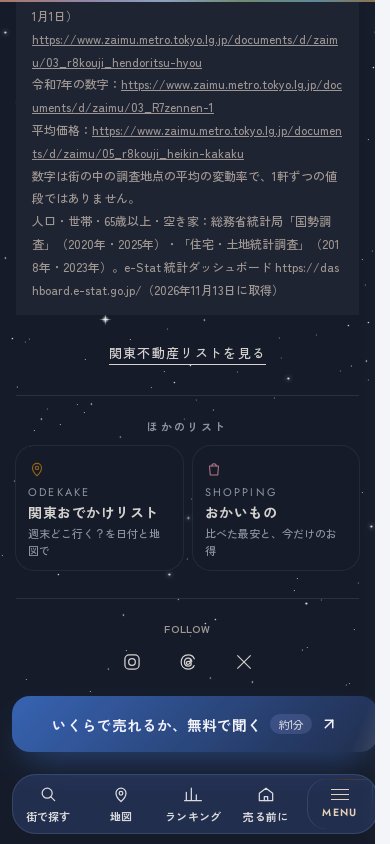 1月1日）
https://www.zaimu.metro.tokyo.lg.jp/documents/d/zaim
u/03_r8kouji_hendoritsu-hyou
令和7年の数字：https://www.zaimu.metro.tokyo.lg.jp/doc
uments/d/zaimu/03_R7zennen-1
平均価格：https://www.zaimu.metro.tokyo.lg.jp/documen
ts/d/zaimu/05_r8kouji_heikin-kakaku
数字は街の中の調査地点の平均の変動率で、1軒ずつの値
段ではありません。
人口・世帯・65歳以上・空き家：総務省統計局「国勢調
査」（2020年・2025年）・「住宅・土地統計調査」（201
8年・2023年）。e-Stat 統計ダッシュボード https://das
hboard.e-stat.go.jp/（2026年11月13日に取得）
関東不動産リストを見る
ほかのリスト
ODEKAKE
関東おでかけリスト
週末どこ行く？を日付と地
図で
SHOPPING
おかいもの
比べた最安と、今だけのお
得
FOLLOW
いくらで売れるか、無料で聞く 約1分
街で探す
地図
ランキング
売る前に
MENU